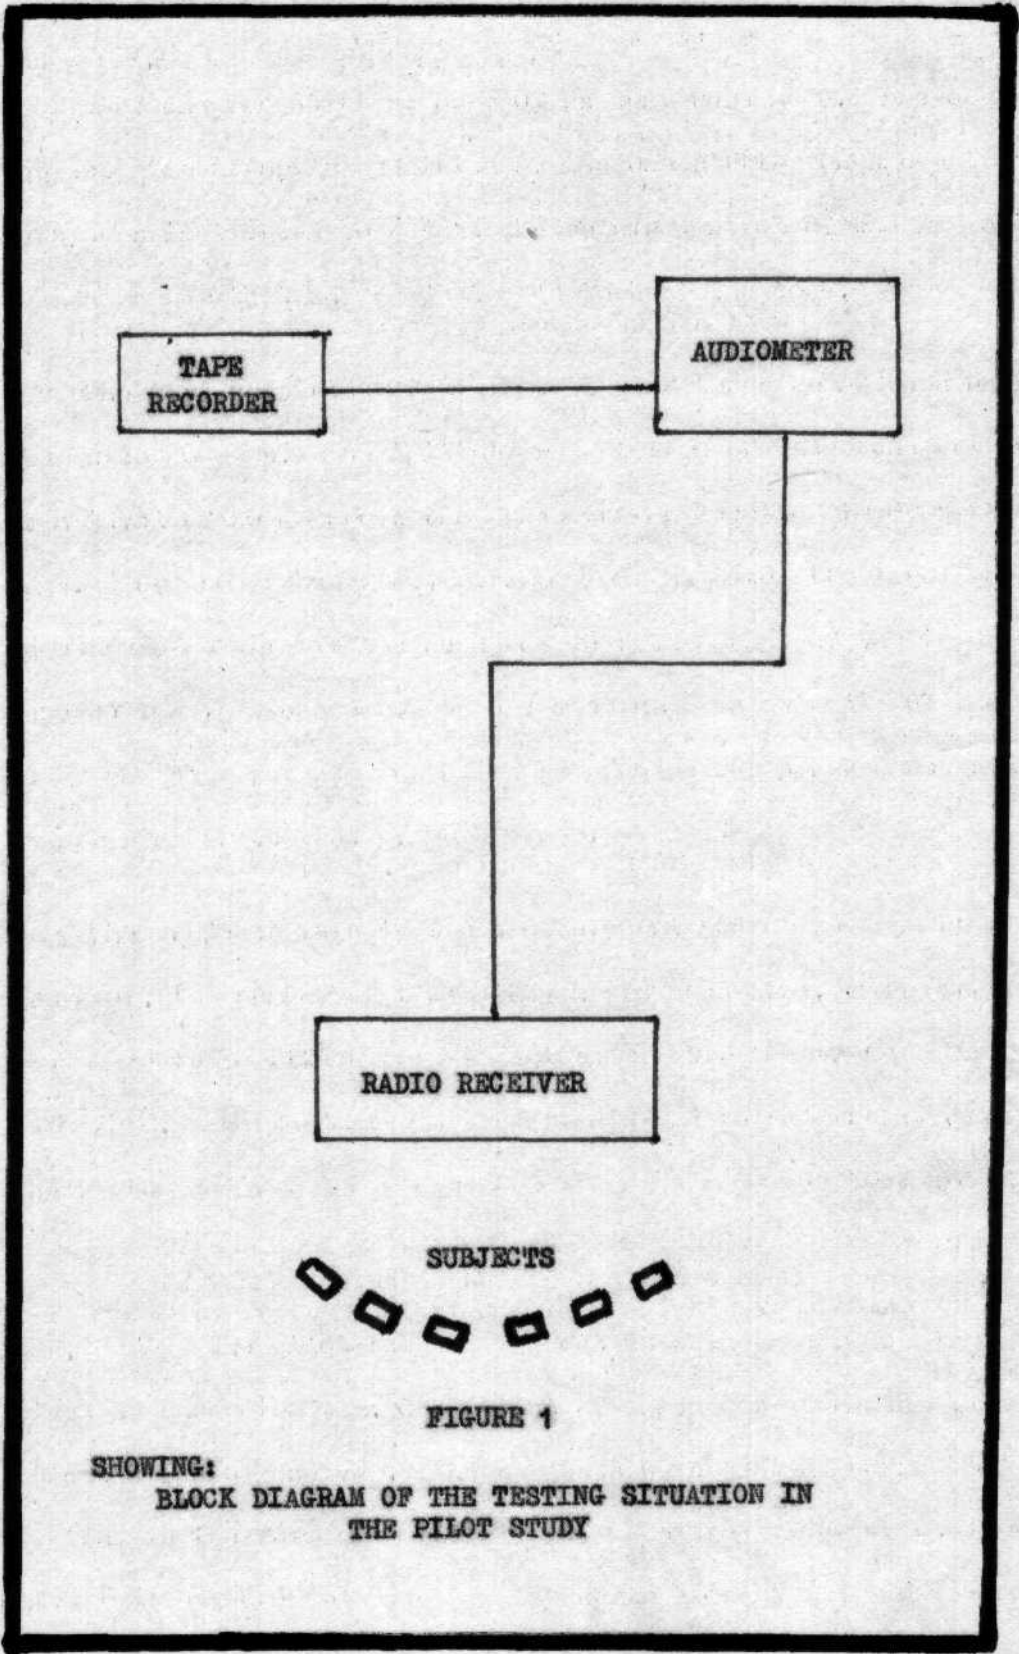 TAPE
RECORDER
AUDIOMETER
RADIO RECEIVER
SUBJECTS
FIGURE 1
SHOWING:
BLOCK DIAGRAM OF THE TESTING SITUATION IN
THE PILOT STUDY